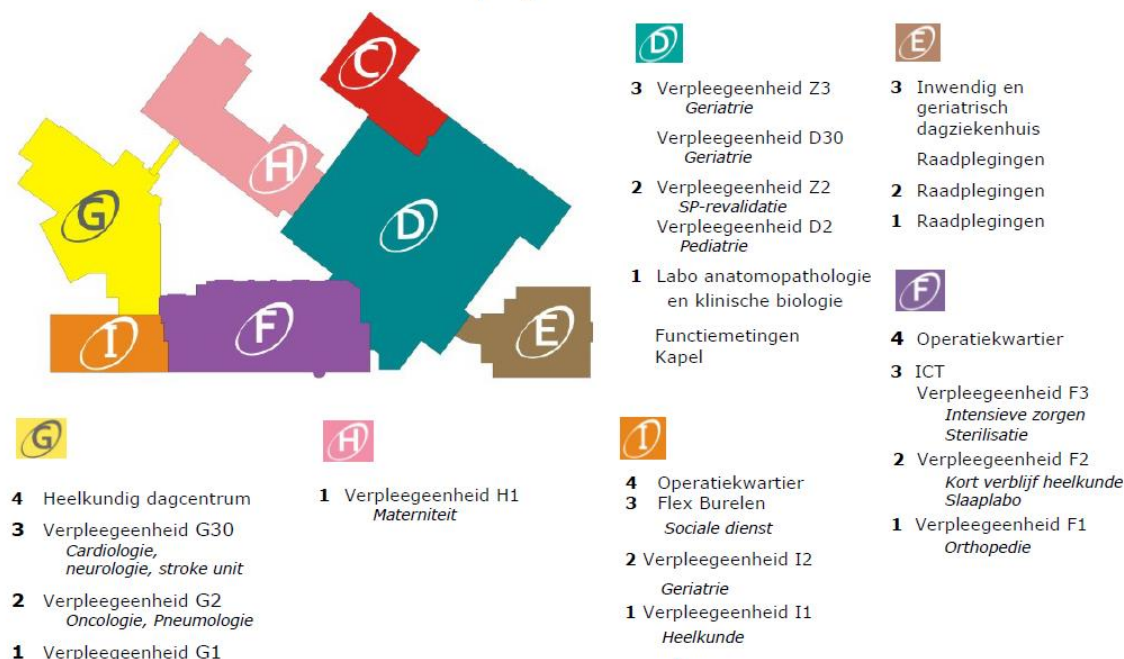 C
H
G
D
F
I
E
D
3 Verpleegeenheid Z3
Geriatrie
Verpleegeenheid D30
Geriatrie
2 Verpleegeenheid Z2
SP-revalidatie
Verpleegeenheid D2
Pediatrie
1 Labo anatomopathologie
en klinische biologie
Functiemetingen
Kapel
E
3 Inwendig en
geriatrisch
dagziekenhuis
Raadplegingen
2 Raadplegingen
1 Raadplegingen
F
4 Operatiekwartier
3 ICT
Verpleegeenheid F3
Intensieve zorgen
Sterilisatie
2 Verpleegeenheid F2
Kort verblijf heelkunde
Slaaplabo
1 Verpleegeenheid F1
Orthopedie
G
4 Heelkundig dagcentrum
3 Verpleegeenheid G30
Cardiologie,
neurologie, stroke unit
2 Verpleegeenheid G2
Oncologie, Pneumologie
1 Verpleegeenheid G1
H
1 Verpleegeenheid H1
Materniteit
I
4 Operatiekwartier
3 Flex Burelen
Sociale dienst
2 Verpleegeenheid I2
Geriatrie
1 Verpleegeenheid I1
Heelkunde